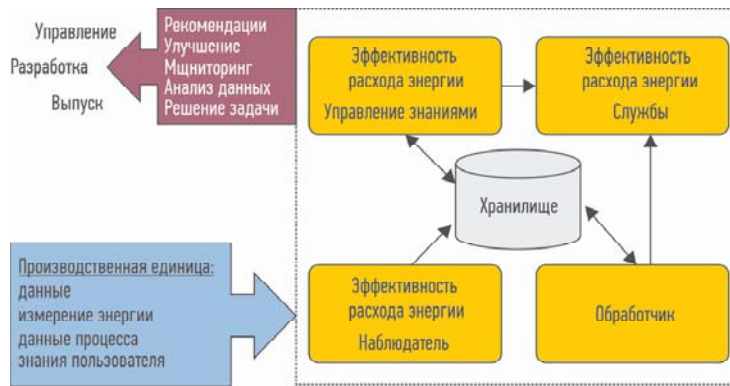 Управление
Разработка
Выпуск
Рекомендации
Улучшение
Мщниторинг
Анализ данных
Решение задачи
Эффективность
расхода энергии
Управление знаниями
Эффективность
расхода энергии
Службы
Хранилище
Производственная единица:
данные
измерение энергии
данные процесса
знания пользователя
Эффективность
расхода энергии
Наблюдатель
Обработчик